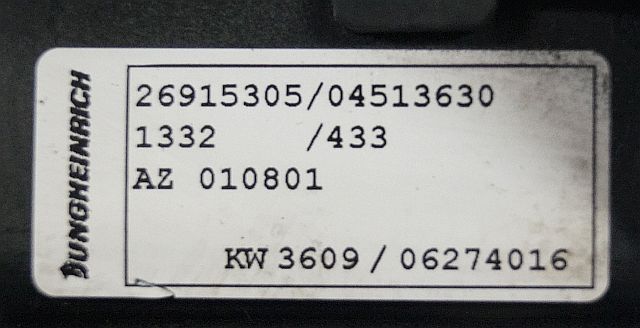 JUNGHEINRICH
26915305/04513630
1332 /433
AZ 010801
KW 3609 / 06274016